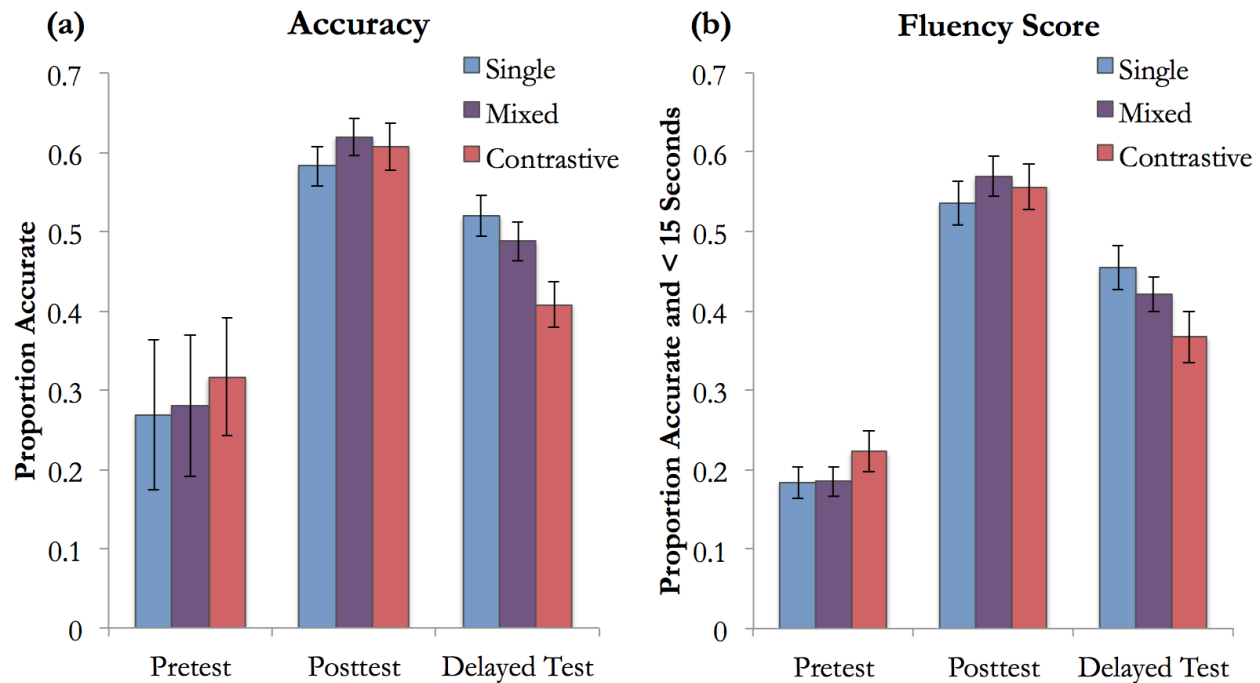 (a)
Accuracy
0.7
0.6
0.5
0.4
0.3
0.2
0.1
0
Proportion Accurate
Single
Mixed
Contrastive
Pretest
Posttest
Delayed Test
(b)
Fluency Score
0.7
0.6
0.5
0.4
0.3
0.2
0.1
0
Proportion Accurate and < 15 Seconds
Single
Mixed
Contrastive
Pretest
Posttest
Delayed Test